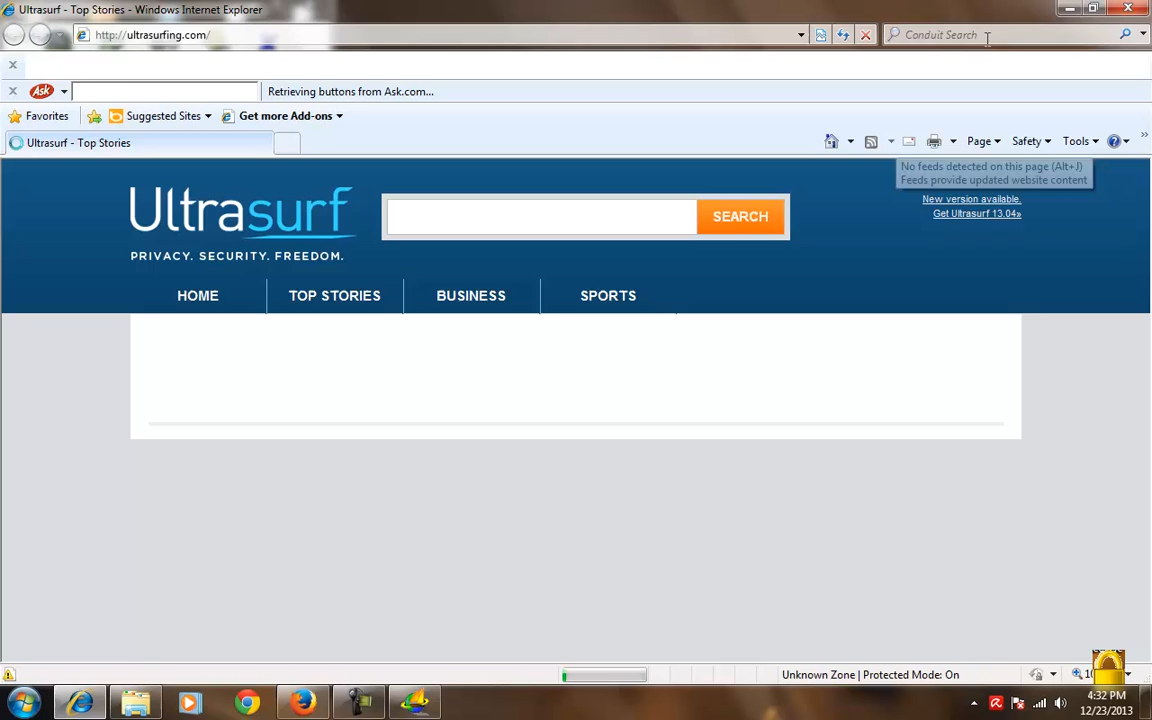 Ultrasurf - Top Stories - Windows Internet Explorer
http://ultrasurfing.com/
Conduit Search
Ask
Retrieving buttons from Ask.com...
Favorites
Suggested Sites
Get more Add-ons
Ultrasurf - Top Stories
Page
Safety
Tools
No feeds detected on this page (Alt+J)
Feeds provide updated website content
Ultrasurf
PRIVACY. SECURITY. FREEDOM.
SEARCH
New version available.
Get Ultrasurf 13.04»
HOME
TOP STORIES
BUSINESS
SPORTS
Unknown Zone | Protected Mode: On
4:32 PM
12/23/2013